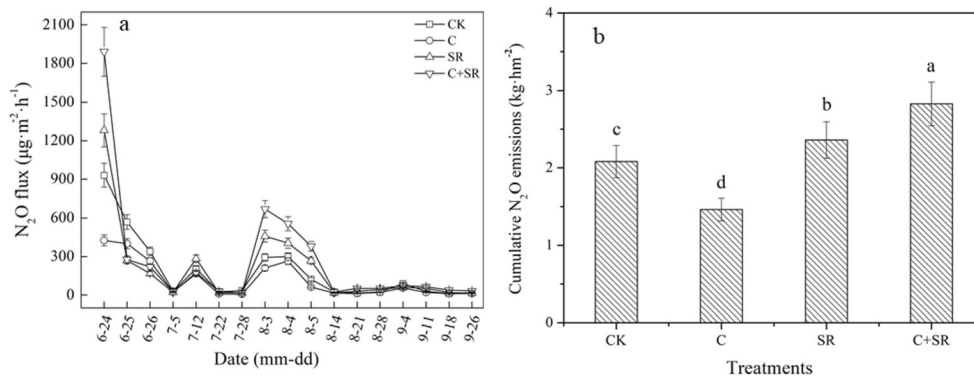 a
CK
C
SR
C+SR
2100
1800
1500
1200
900
600
300
0
N₂O flux (μg·m⁻²·h⁻¹)
6-24
6-25
6-26
7-5
7-12
7-22
7-28
8-3
8-4
8-5
8-14
8-21
8-28
9-4
9-11
9-18
9-26
Date (mm-dd)
b
4
3
2
1
0
Cumulative N₂O emissions (kg·hm⁻²)
c
d
b
a
CK
C
SR
C+SR
Treatments